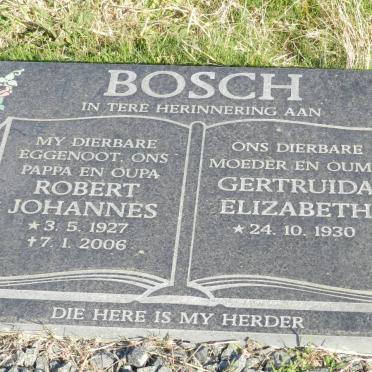 BOSCH
IN TERE HERINNERING AAN
MY DIERBARE
EGGENOOT, ONS
PAPPA EN OUPA
ROBERT
JOHANNES
★ 3. 5. 1927
✝ 7. 1. 2006
ONS DIERBARE
MOEDER EN OUM
GERTRUIDA
ELIZABETH
★ 24. 10. 1930
DIE HERE IS MY HERDER